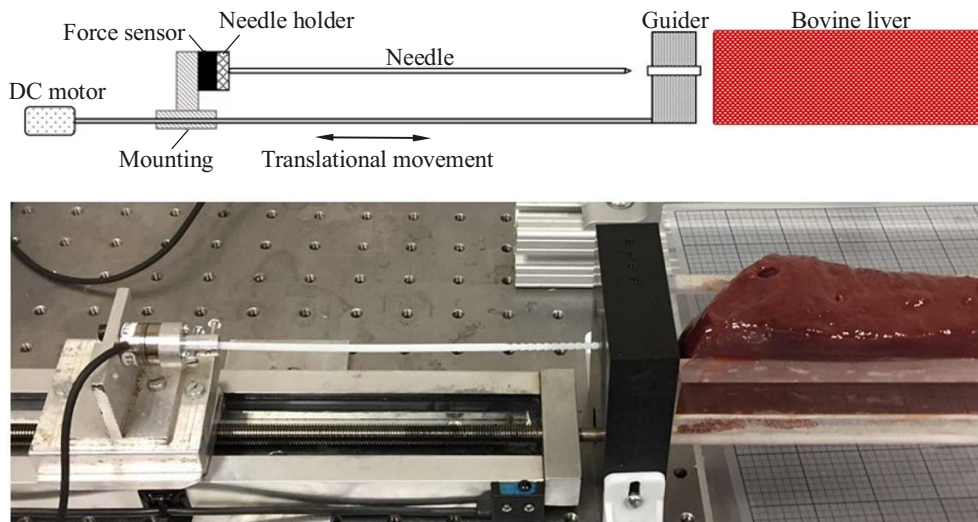 Guider
Bovine liver
Force sensor
Needle holder
Needle
DC motor
Mounting
Translational movement